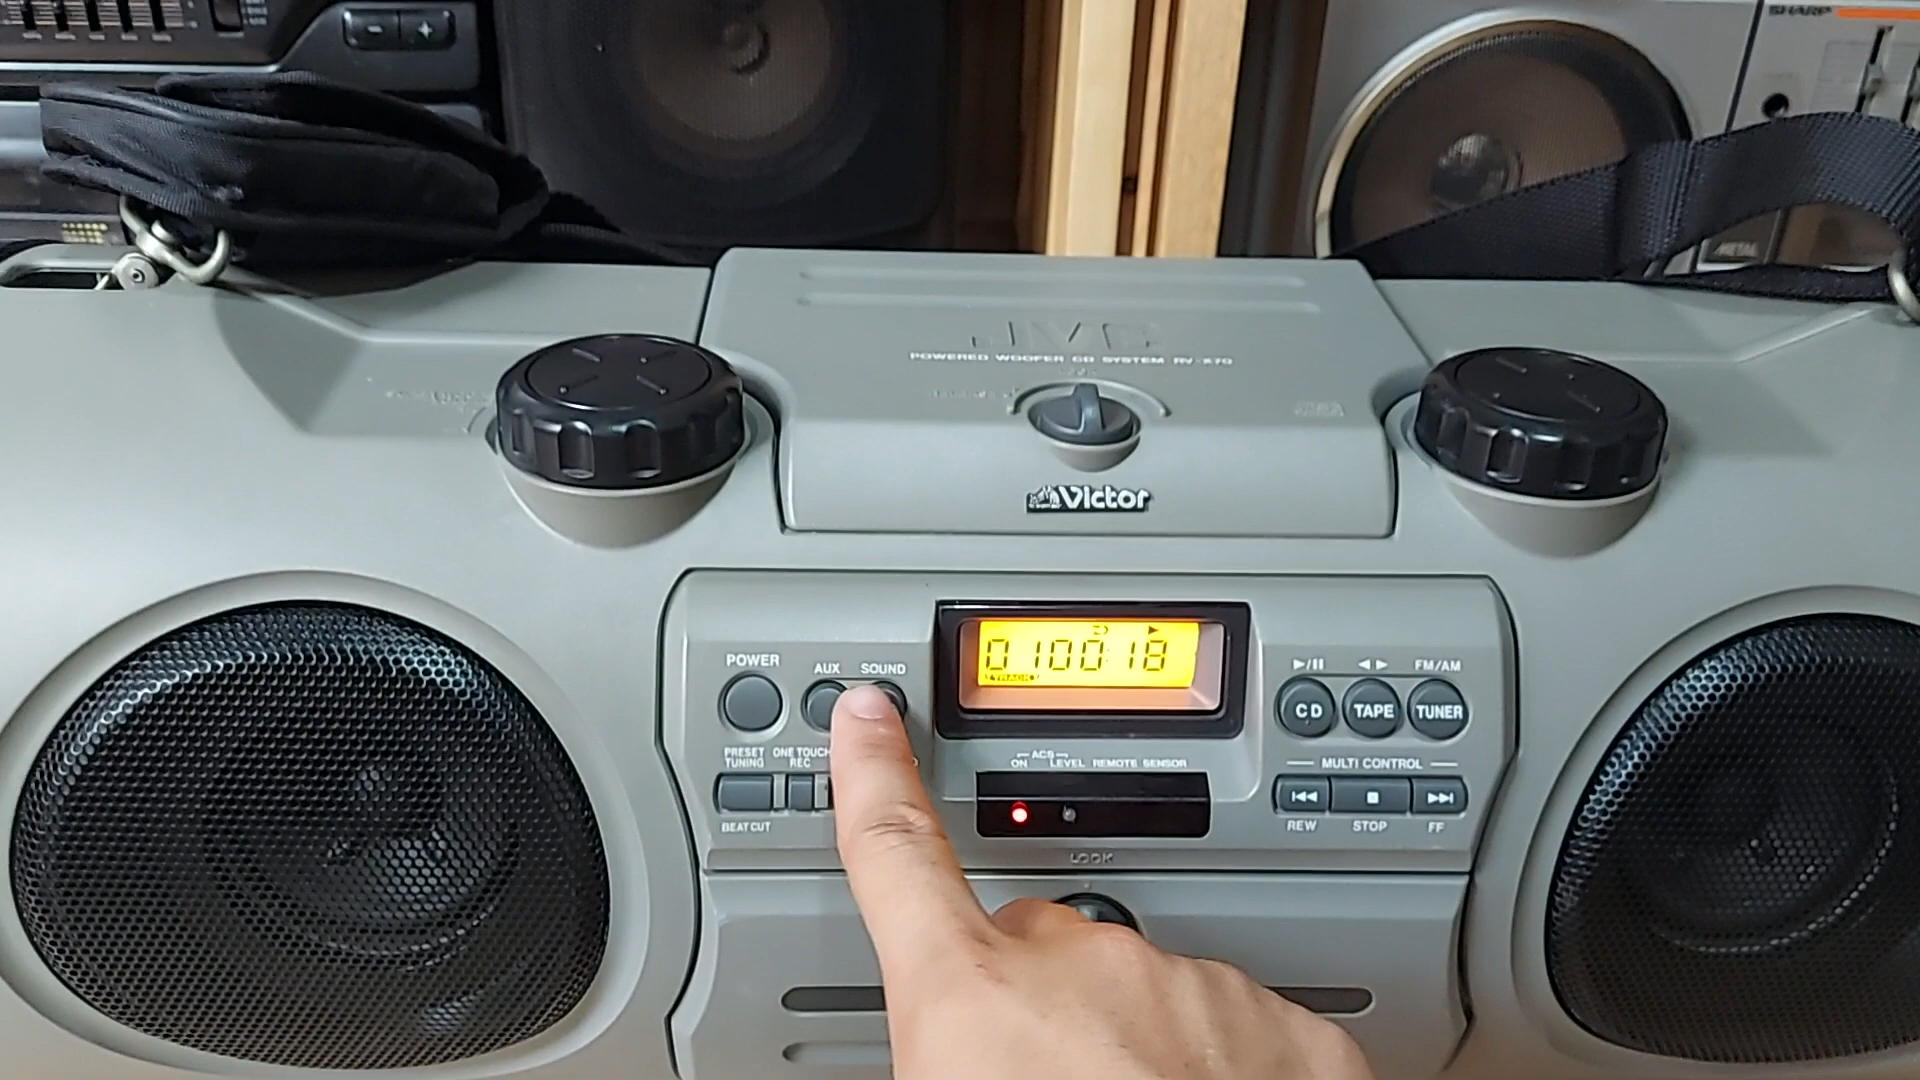 SHARP
METAL
JVC
POWERED WOOFER CD SYSTEM RV-X70
Victor
POWER
AUX
SOUND
01 00:18
TRACK
▶/II
◀ ▶
FM/AM
CD
TAPE
TUNER
PRESET
TUNING
ONE TOUCH
REC
ACS
ON
LEVEL
REMOTE SENSOR
MULTI CONTROL
BEAT CUT
REW
STOP
FF
LOCK